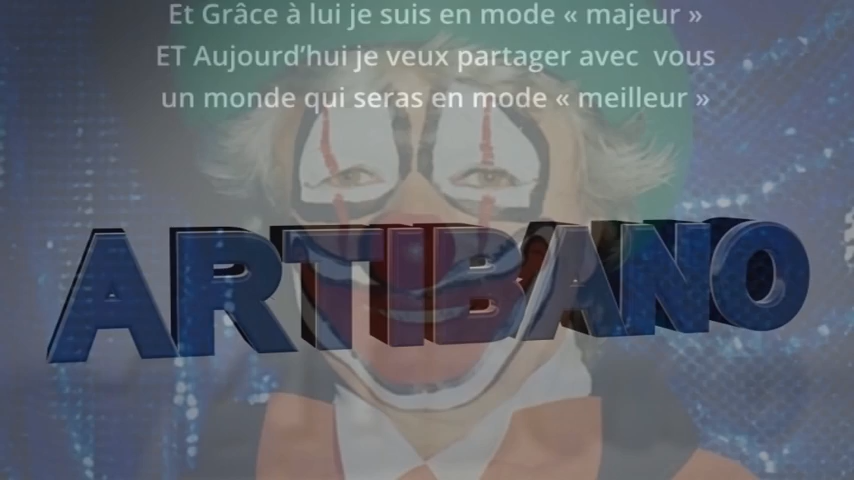 Et Grâce à lui je suis en mode « majeur »
ET Aujourd’hui je veux partager avec  vous
un monde qui seras en mode « meilleur »
ARTIBANO